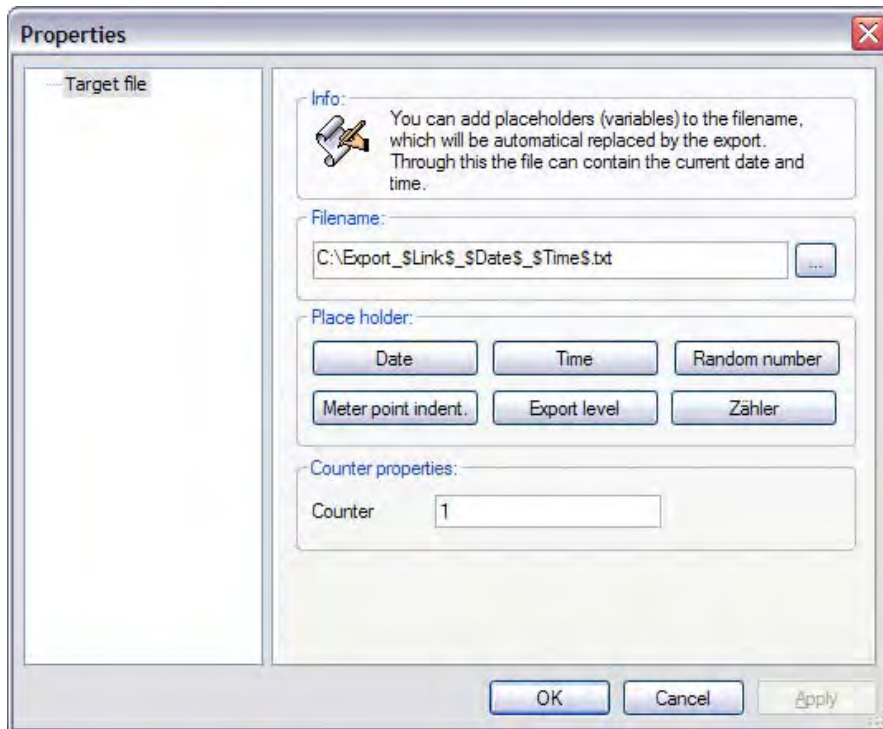 Properties
Target file
Info:
You can add placeholders (variables) to the filename,
which will be automatical replaced by the export.
Through this the file can contain the current date and
time.
Filename:
C:\Export_$Link$_$Date$_$Time$.txt
...
Place holder:
Date Time Random number
Meter point indent. Export level Zähler
Counter properties:
Counter 1
OK Cancel Apply